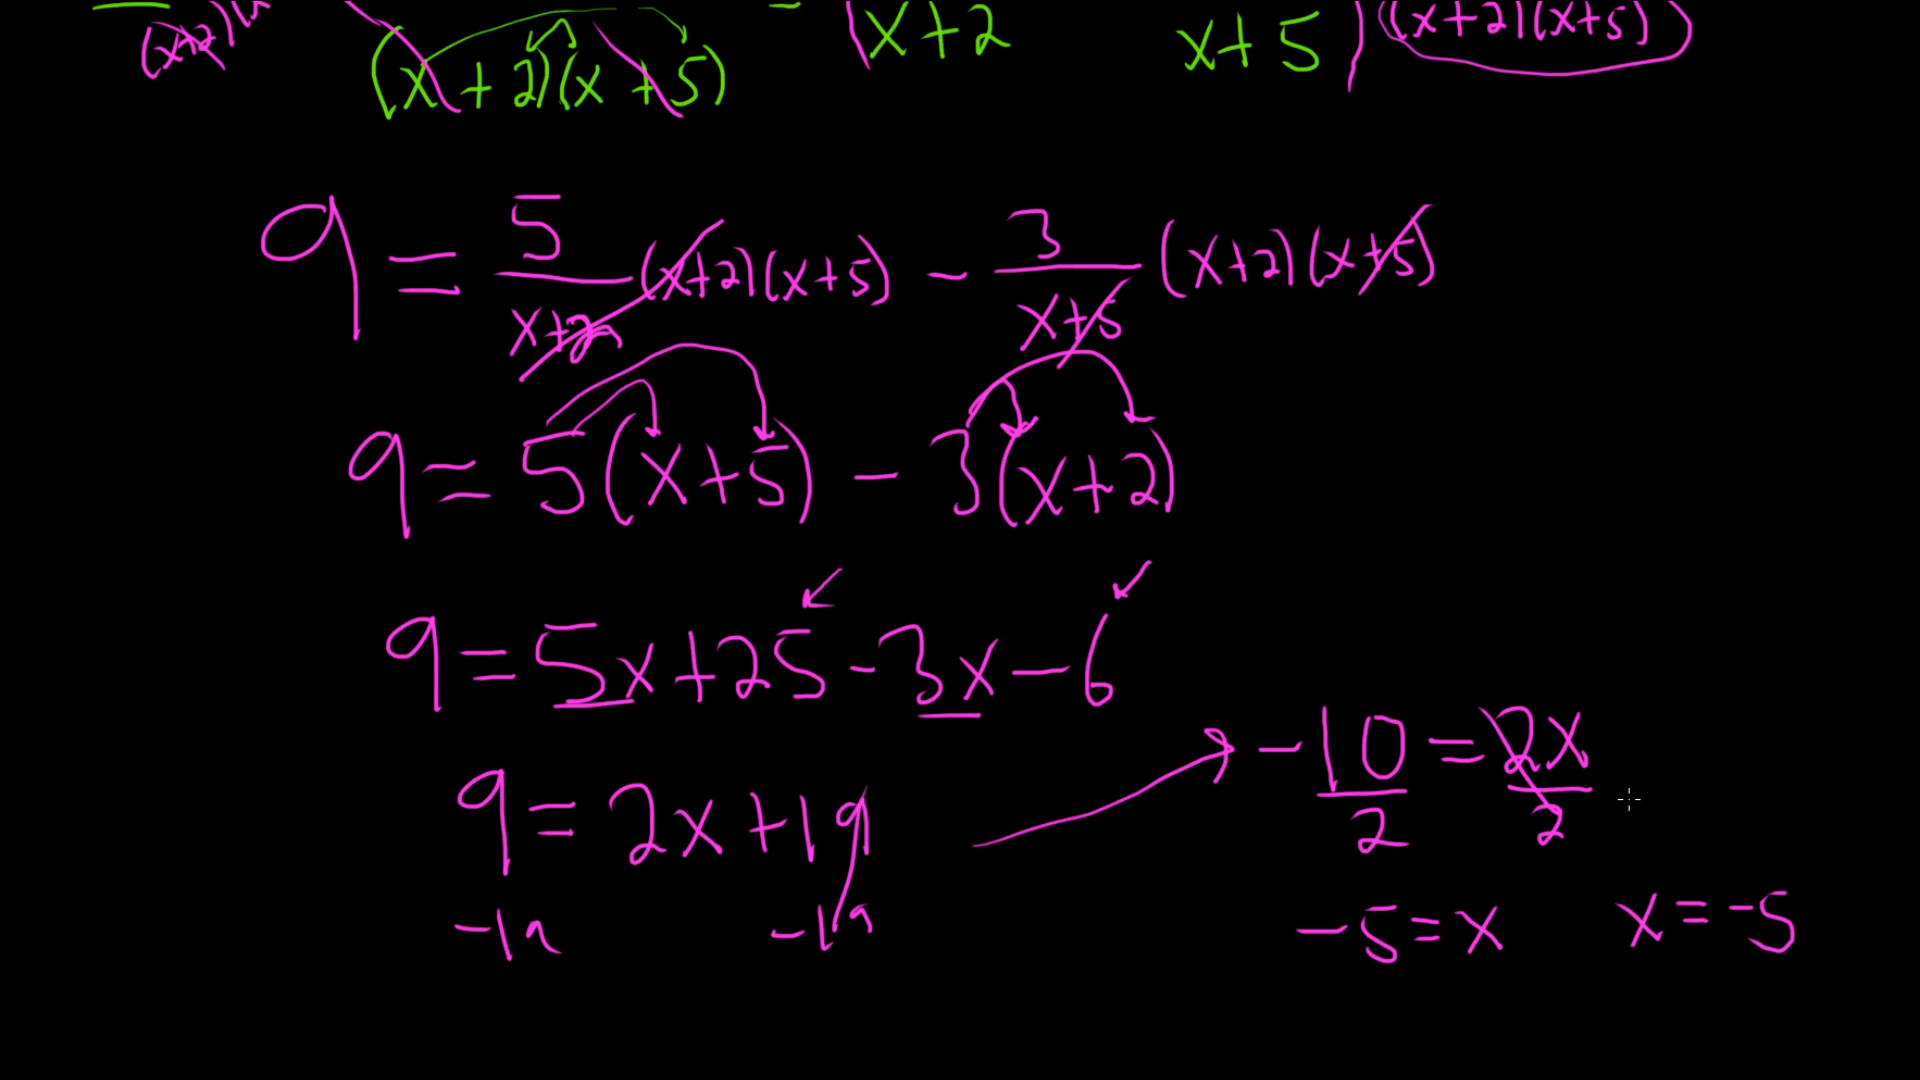 (x+2)(x (x+2)(x+5) = (x+2 x+5) ((x+2)(x+5))
9 = 5/x+2 (x+2)(x+5) - 3/x+5 (x+2)(x+5)
9 = 5(x+5) - 3(x+2)
9 = 5x+25 - 3x - 6
-10/2 = 2x/2
9 = 2x+19
-19 -19
-5 = x x = -5